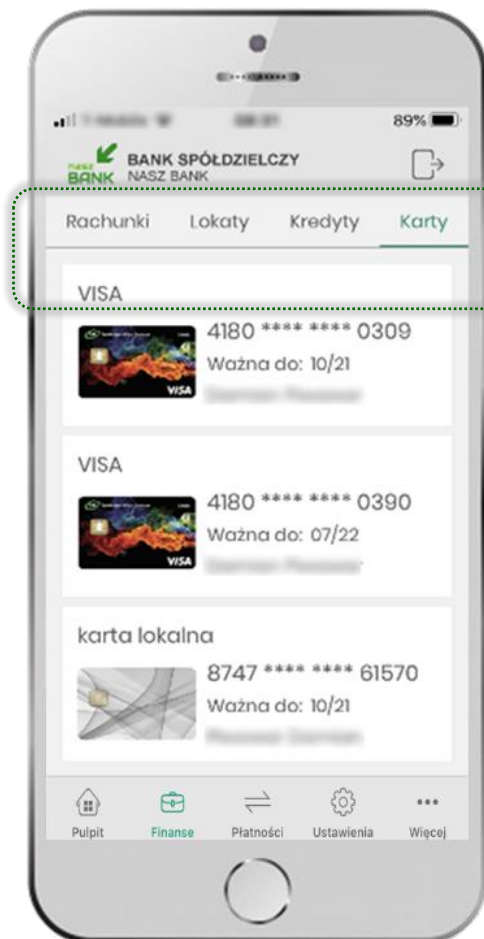 89%
nasz
BANK
BANK SPÓŁDZIELCZY
NASZ BANK
Rachunki Lokaty Kredyty Karty
VISA
4180 **** **** 0309
Ważna do: 10/21
VISA
VISA
4180 **** **** 0390
Ważna do: 07/22
VISA
karta lokalna
8747 **** **** 61570
Ważna do: 10/21
Pulpit Finanse Płatności Ustawienia Więcej